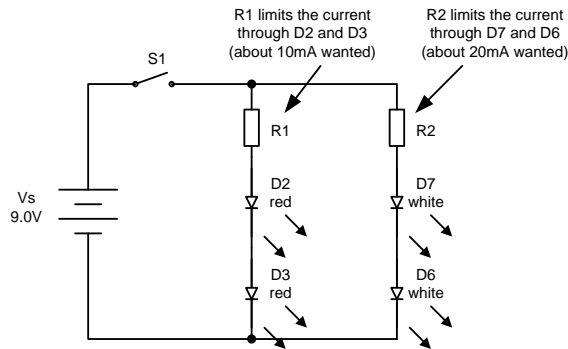 R1 limits the current
through D2 and D3
(about 10mA wanted)
R2 limits the current
through D7 and D6
(about 20mA wanted)
S1
R1
R2
Vs
9.0V
D2
red
D7
white
D3
red
D6
white